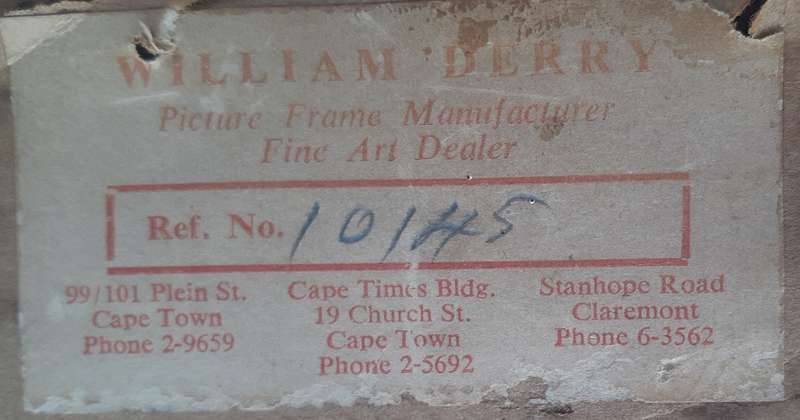 WILLIAM DERRY
Picture Frame Manufacturer
Fine Art Dealer
Ref. No. 10145
99/101 Plein St.
Cape Town
Phone 2-9659
Cape Times Bldg.
19 Church St.
Cape Town
Phone 2-5692
Stanhope Road
Claremont
Phone 6-3562